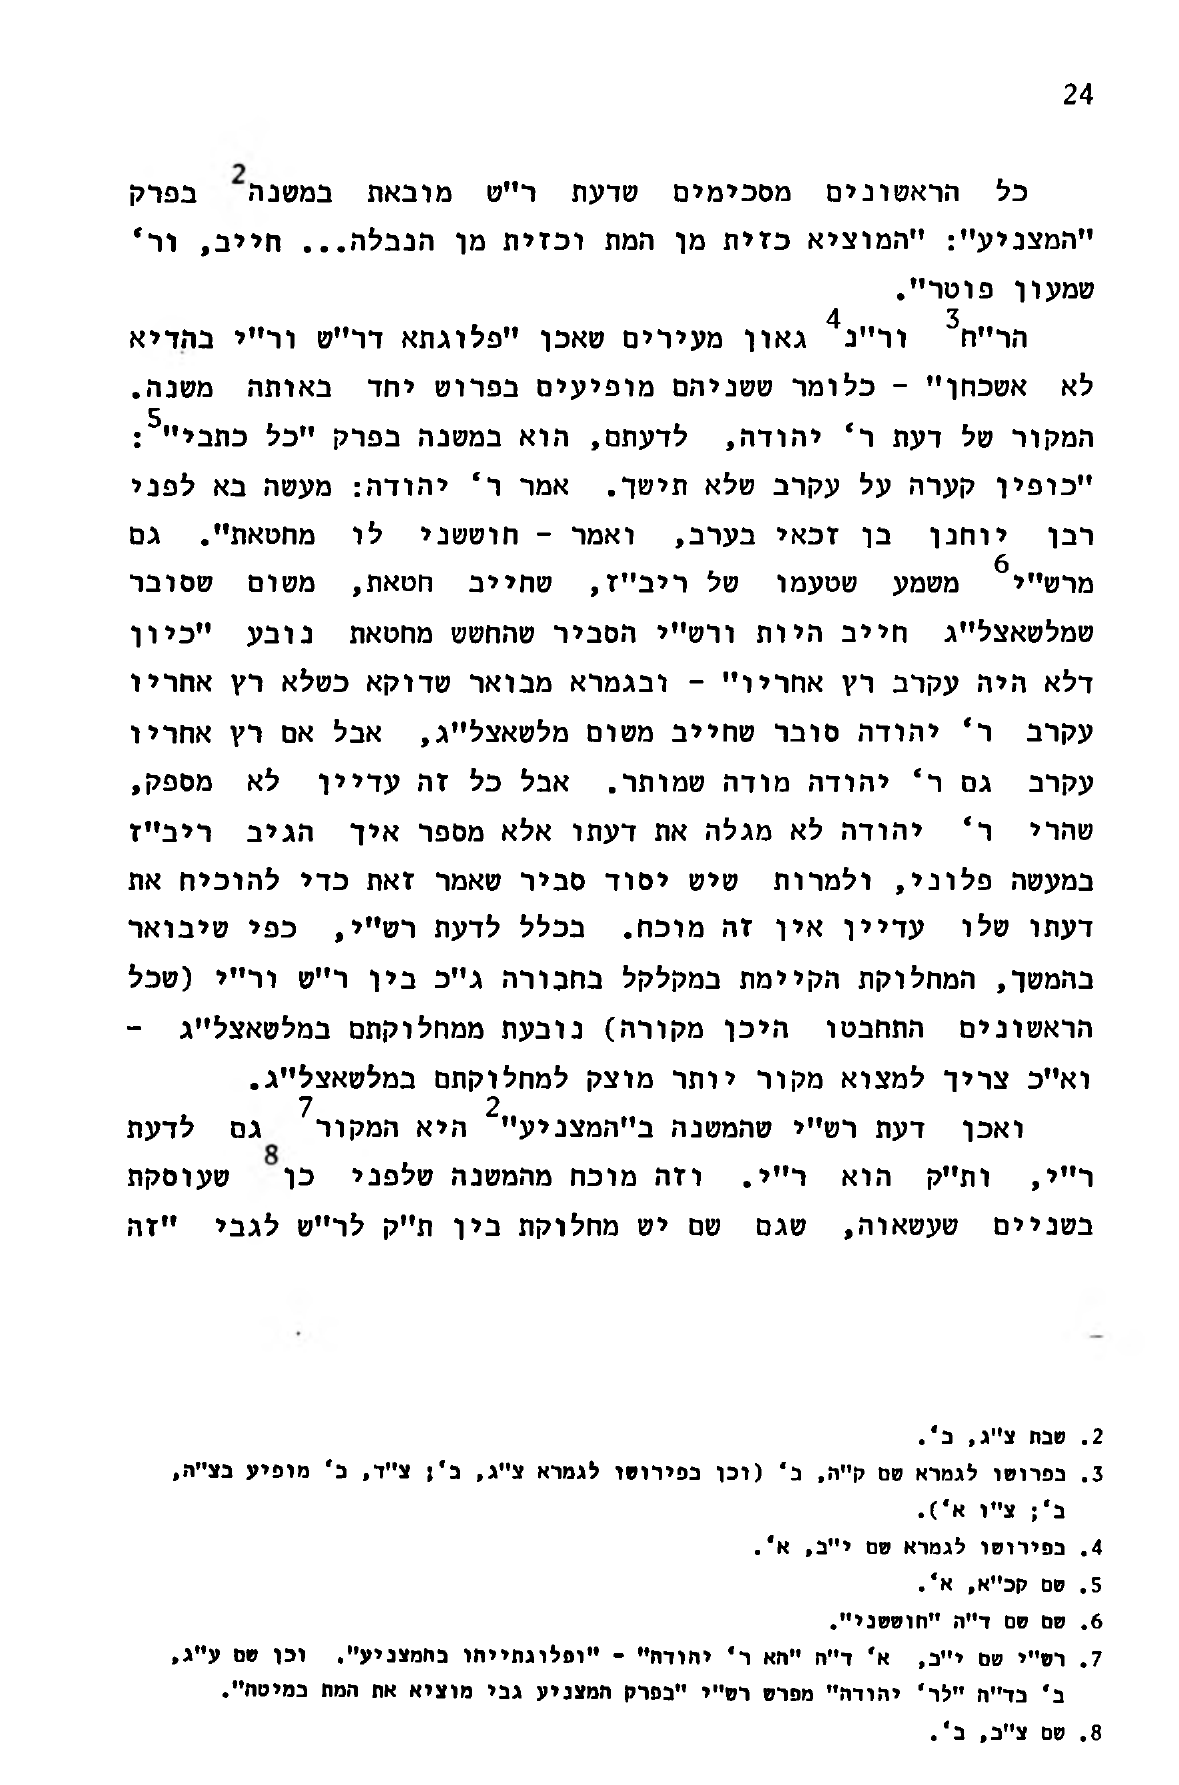 24
כל הראשונים מסכימים שדעת ר"ש מובאת במשנה2 בפרק
"המצניע": "המוציא כזית מן המת וכזית מן הנבלה... חייב, ור'
שמעון פוטר".
הר"ח3 ור"נ4 גאון מעירים שאכן "פלוגתא דר"ש ור"י בהדיא
לא אשכחן" - כלומר ששניהם מופיעים בפרוש יחד באותה משנה.
המקור של דעת ר' יהודה, לדעתם, הוא במשנה בפרק "כל כתבי"5:
"כופין קערה על עקרב שלא תישך. אמר ר' יהודה: מעשה בא לפני
רבן יוחנן בן זכאי בערב, ואמר - חוששני לו מחטאת". גם
מרש"י6 משמע שטעמו של ריב"ז, שחייב חטאת, משום שסובר
שמלשאצל"ג חייב היות ורש"י הסביר שהחשש מחטאת נובע "כיון
דלא היה עקרב רץ אחריו" - ובגמרא מבואר שדוקא כשלא רץ אחריו
עקרב ר' יהודה סובר שחייב משום מלשאצל"ג, אבל אם רץ אחריו
עקרב גם ר' יהודה מודה שמותר. אבל כל זה עדיין לא מספק,
שהרי ר' יהודה לא מגלה את דעתו אלא מספר איך הגיב ריב"ז
במעשה פלוני, ולמרות שיש יסוד סביר שאמר זאת כדי להוכיח את
דעתו שלו עדיין אין זה מוכח. בכלל לדעת רש"י, כפי שיבואר
בהמשך, המחלוקת הקיימת במקלקל בחבורה ג"כ בין ר"ש ור"י (שכל
הראשונים התחבטו היכן מקורה) נובעת ממחלוקתם במלשאצל"ג -
וא"כ צריך למצוא מקור יותר מוצק למחלוקתם במלשאצל"ג.
ואכן דעת רש"י שהמשנה ב"המצניע"2 היא המקור7 גם לדעת
ר"י, ות"ק הוא ר"י. וזה מוכח מהמשנה שלפני כן8 שעוסקת
בשניים שעשאוה, שגם שם יש מחלוקת בין ת"ק לר"ש לגבי "זה
2. שבת צ"ג, ב'.
3. בפרושו לגמרא שם ק"ה, ב' (וכן בפירושו לגמרא צ"ג, ב'; צ"ד, ב' מופיע בצ"ה,
ב'; צ"ו א').
4. בפירושו לגמרא שם י"ב, א'.
5. שם קכ"א, א'.
6. שם שם ד"ה "חוששני".
7. רש"י שם י"ב, א' ד"ח "הא ר' יהודה" - "ופלוגתייהו בהמצניע". וכן שם ע"ג,
ב' בד"ה "לר' יהודה" מפרש רש"י "בפרק המצניע גבי מוציא את המת במיטה".
8. שם צ"ב, ב'.